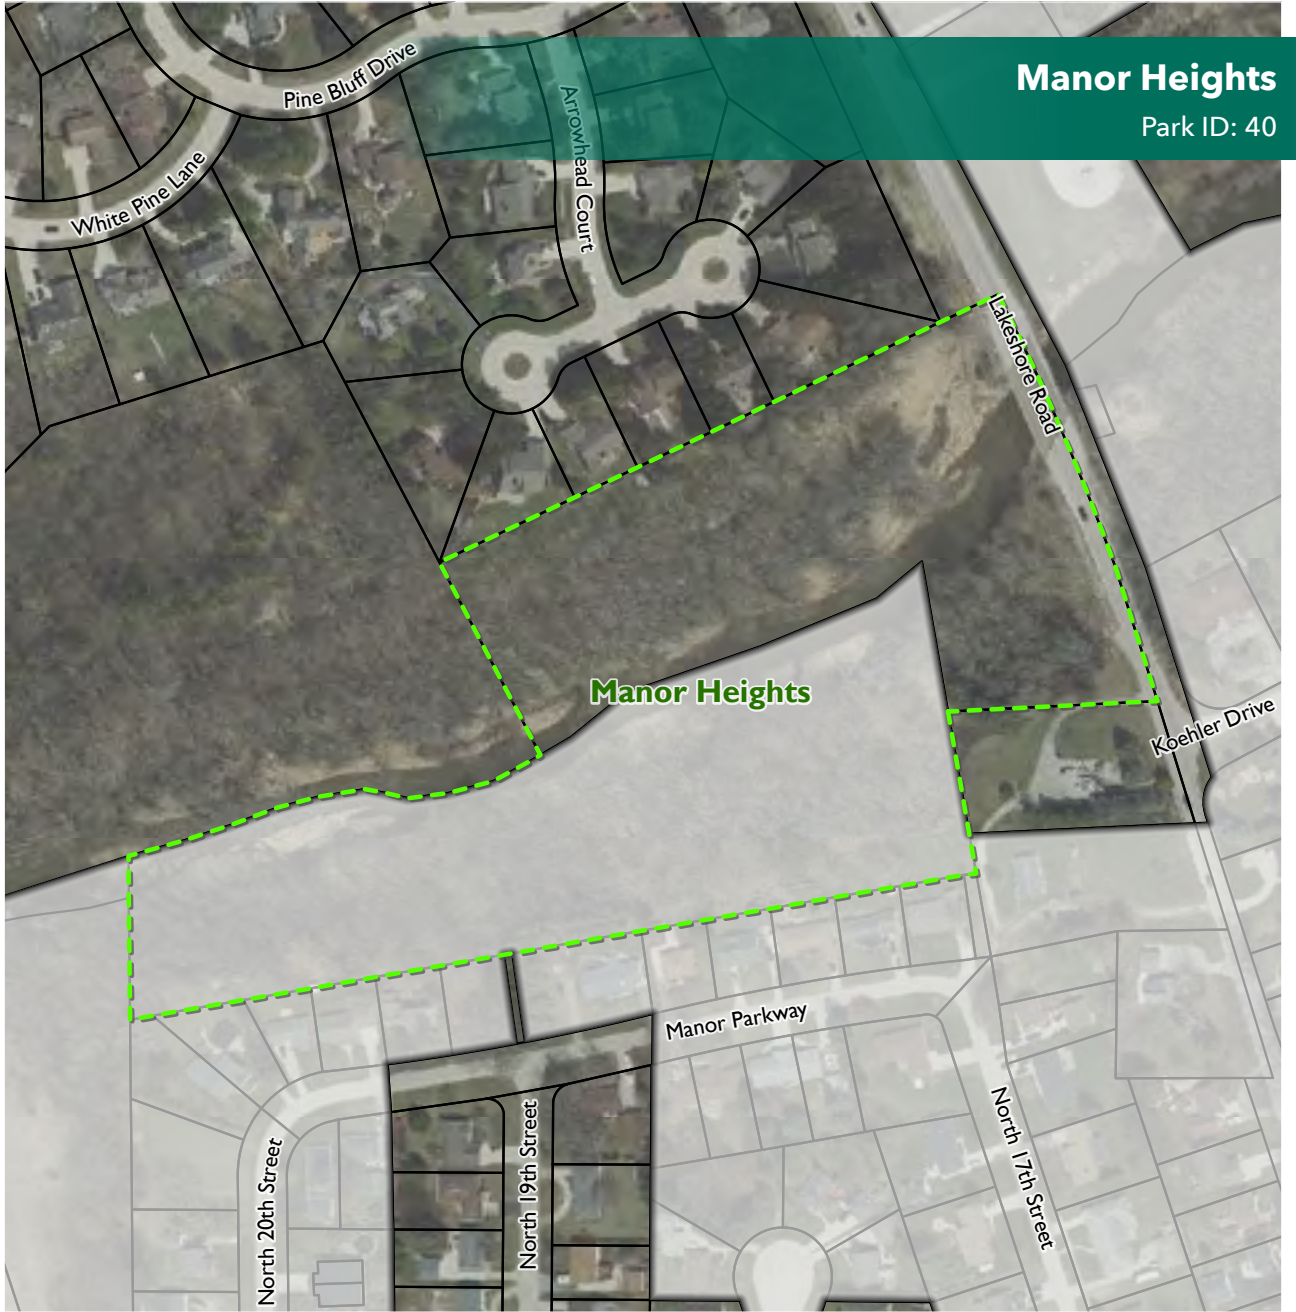 Manor Heights
Park ID: 40
Pine Bluff Drive
Arrowhead Court
White Pine Lane
Lakeshore Road
Manor Heights
Koehler Drive
Manor Parkway
North 17th Street
North 19th Street
North 20th Street